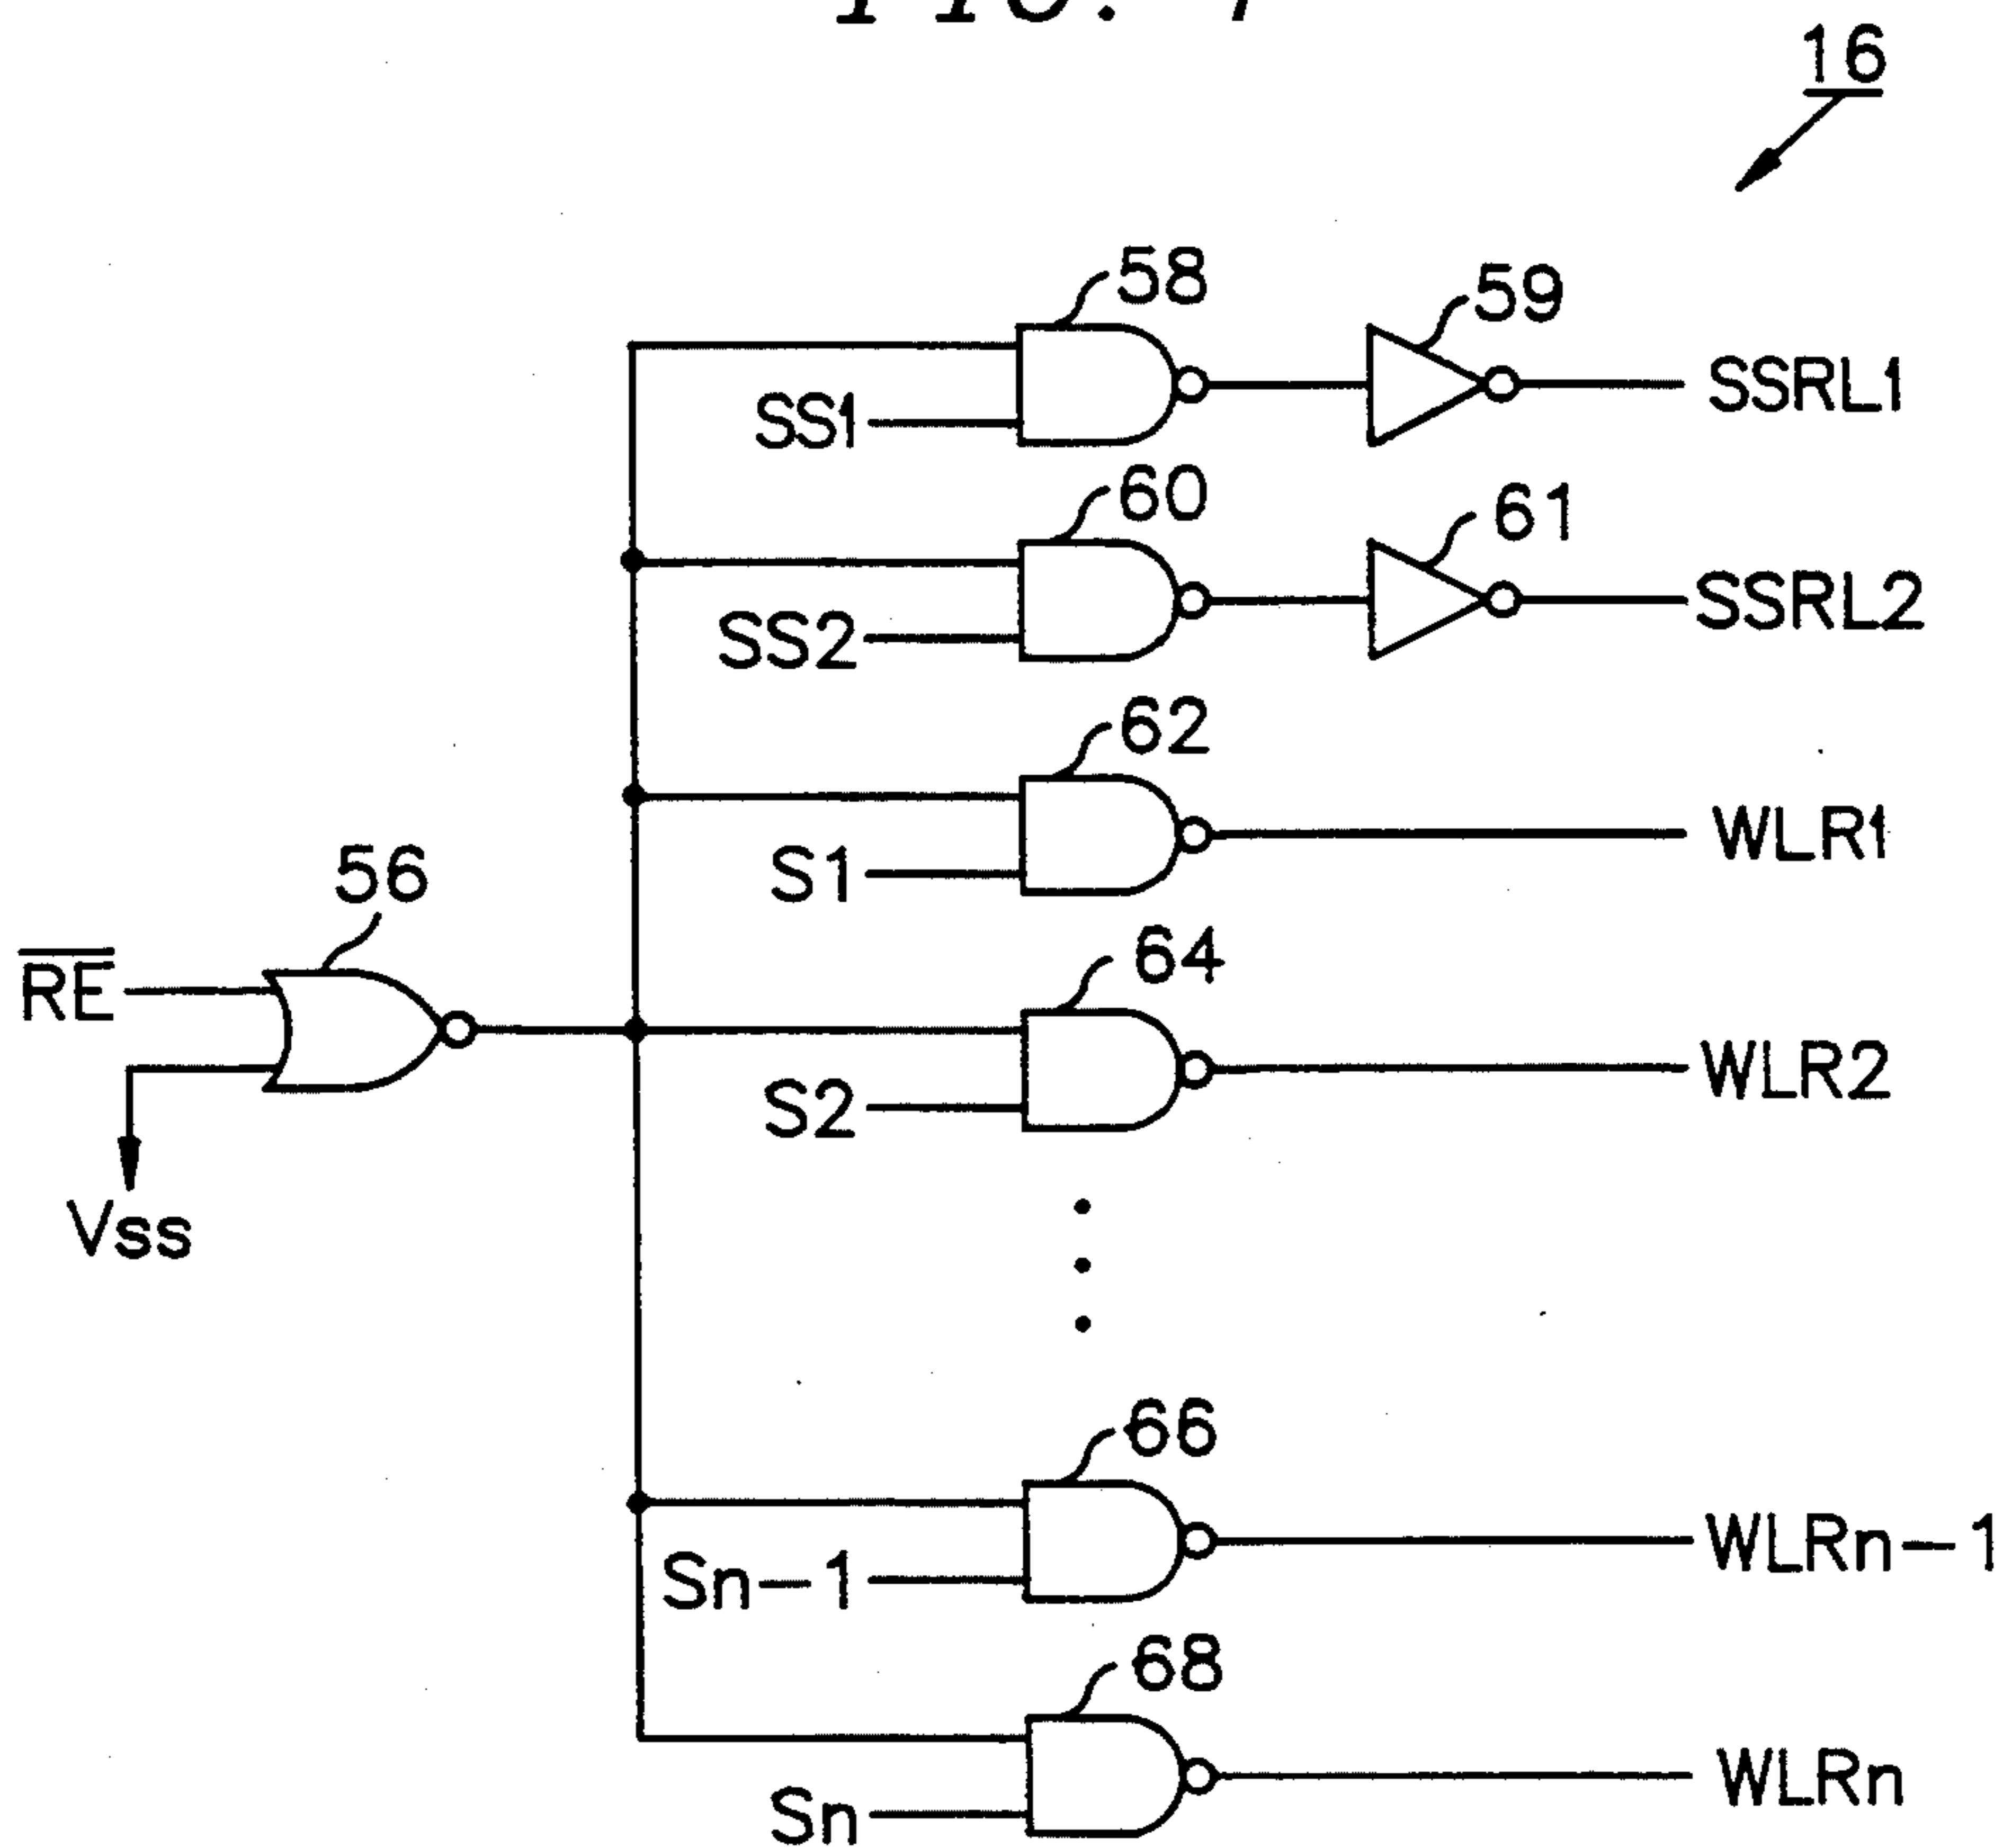 16
58
59
SSRL1
SS1
60
61
SSRL2
SS2
62
WLR1
S1
56
RE
64
WLR2
S2
Vss
66
WLRn-1
Sn-1
68
WLRn
Sn